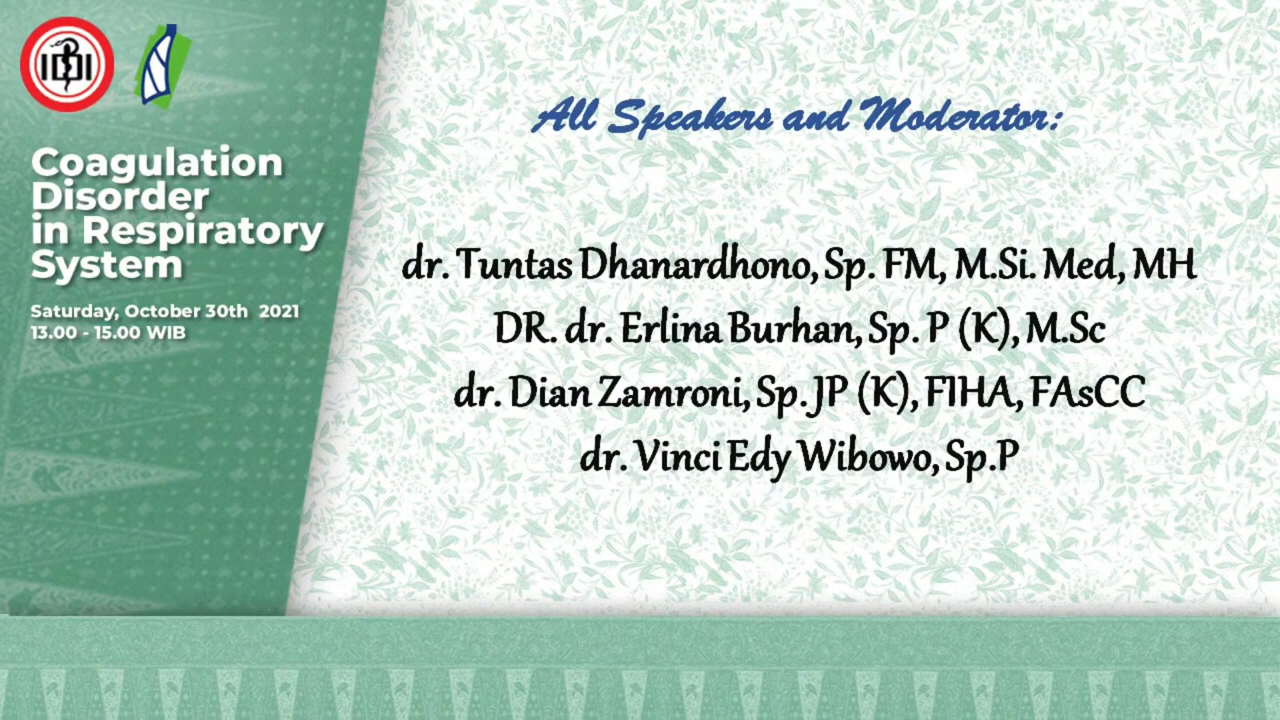 IDI
Coagulation
Disorder
in Respiratory
System
Saturday, October 30th 2021
13.00 - 15.00 WIB
All Speakers and Moderator:
dr. Tuntas Dhanardhono, Sp. FM, M.Si. Med, MH
DR. dr. Erlina Burhan, Sp. P (K), M.Sc
dr. Dian Zamroni, Sp. JP (K), FIHA, FAsCC
dr. Vinci Edy Wibowo, Sp.P